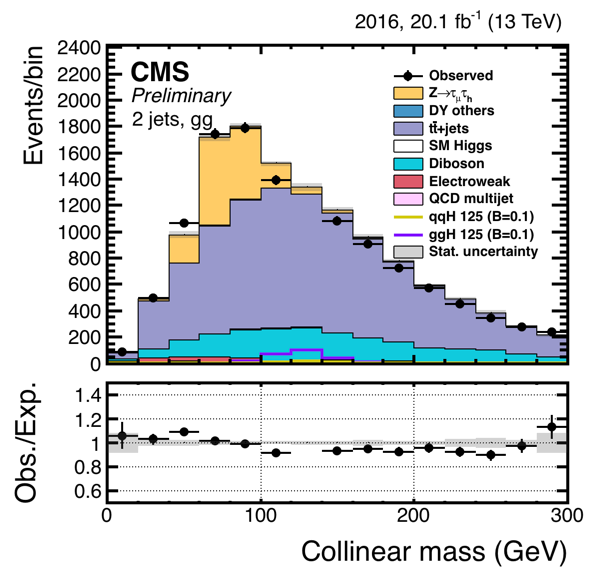 2016, 20.1 fb⁻¹ (13 TeV)
Events/bin
2400
2200
2000
1800
1600
1400
1200
1000
800
600
400
200
0
CMS
Preliminary
2 jets, gg
Observed
Z→τ_μτ_h
DY others
tt̄+jets
SM Higgs
Diboson
Electroweak
QCD multijet
qqH 125 (B=0.1)
ggH 125 (B=0.1)
Stat. uncertainty
Obs./Exp.
1.4
1.2
1
0.8
0.6
0
100
200
300
Collinear mass (GeV)